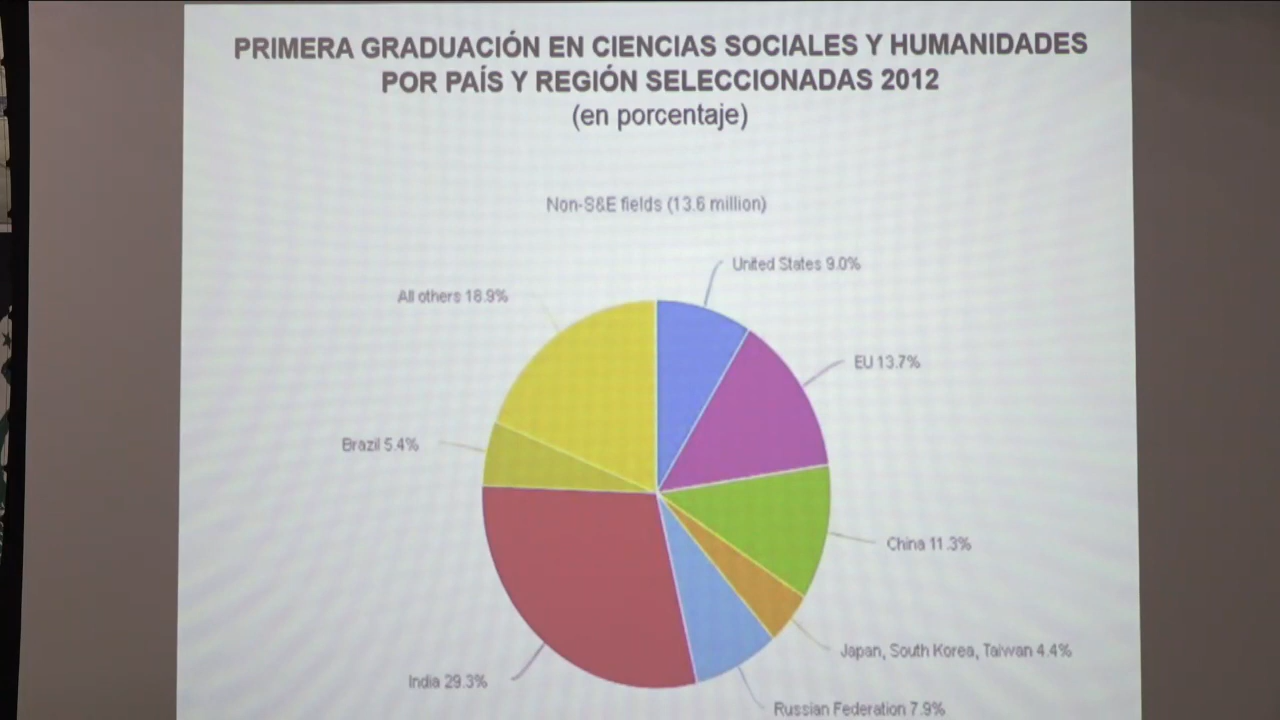 PRIMERA GRADUACIÓN EN CIENCIAS SOCIALES Y HUMANIDADES
POR PAÍS Y REGIÓN SELECCIONADAS 2012
(en porcentaje)
Non-S&E fields (13.6 million)
United States 9.0%
All others 18.9%
EU 13.7%
Brazil 5.4%
China 11.3%
Japan, South Korea, Taiwan 4.4%
India 29.3%
Russian Federation 7.9%